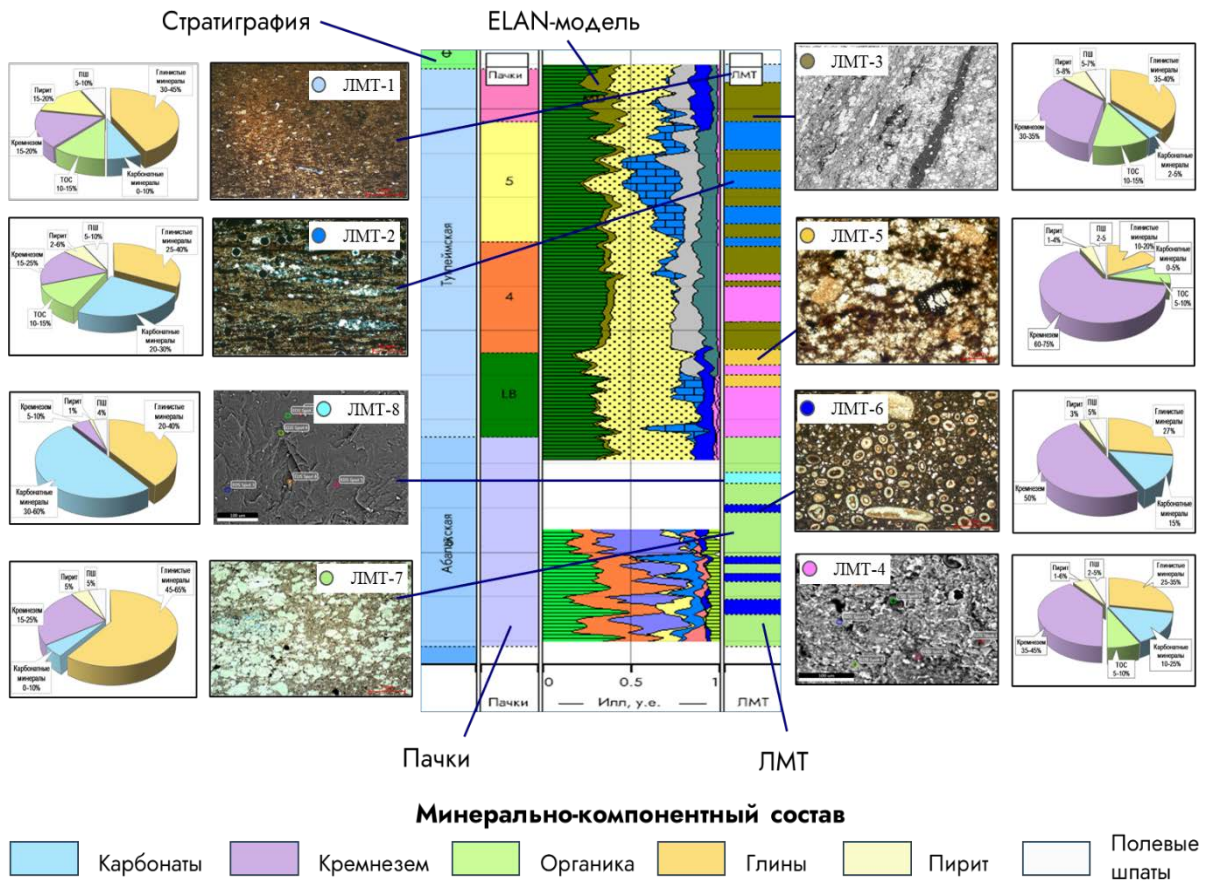 Стратиграфия
ELAN-модель
ЛМТ-1
Пирит
15-20%
ПШ
5-10%
Глинистые
минералы
30-45%
Кремнезем
15-20%
TOC
10-15%
Карбонатные
минералы
0-10%
ЛМТ-2
Пирит
2-6%
ПШ
5-10%
Глинистые
минералы
25-40%
Кремнезем
15-25%
TOC
10-15%
Карбонатные
минералы
20-30%
ЛМТ-8
Кремнезем
5-10%
Пирит
1%
ПШ
4%
Глинистые
минералы
20-40%
Карбонатные
минералы
30-60%
ЛМТ-7
Пирит
5%
ПШ
5%
Глинистые
минералы
45-65%
Кремнезем
15-25%
Карбонатные
минералы
0-10%
Пачки
ЛМТ
5
4
LB
Тутлеймская
Абалакская
0
0.5
1
Пачки
Илл, у.е.
ЛМТ
ЛМТ-3
Пирит
5-8%
ПШ
5-7%
Глинистые
минералы
35-40%
Кремнезем
30-35%
TOC
10-15%
Карбонатные
минералы
2-5%
ЛМТ-5
Пирит
1-4%
ПШ
2-5
Глинистые
минералы
10-20%
Карбонатные
минералы
0-5%
TOC
5-10%
Кремнезем
60-75%
ЛМТ-6
Пирит
3%
ПШ
5%
Глинистые
минералы
27%
Кремнезем
50%
Карбонатные
минералы
15%
ЛМТ-4
Пирит
1-6%
ПШ
2-5%
Глинистые
минералы
25-35%
Кремнезем
35-45%
TOC
5-10%
Карбонатные
минералы
10-25%
Пачки
ЛМТ
Минерально-компонентный состав
Карбонаты
Кремнезем
Органика
Глины
Пирит
Полевые
шпаты